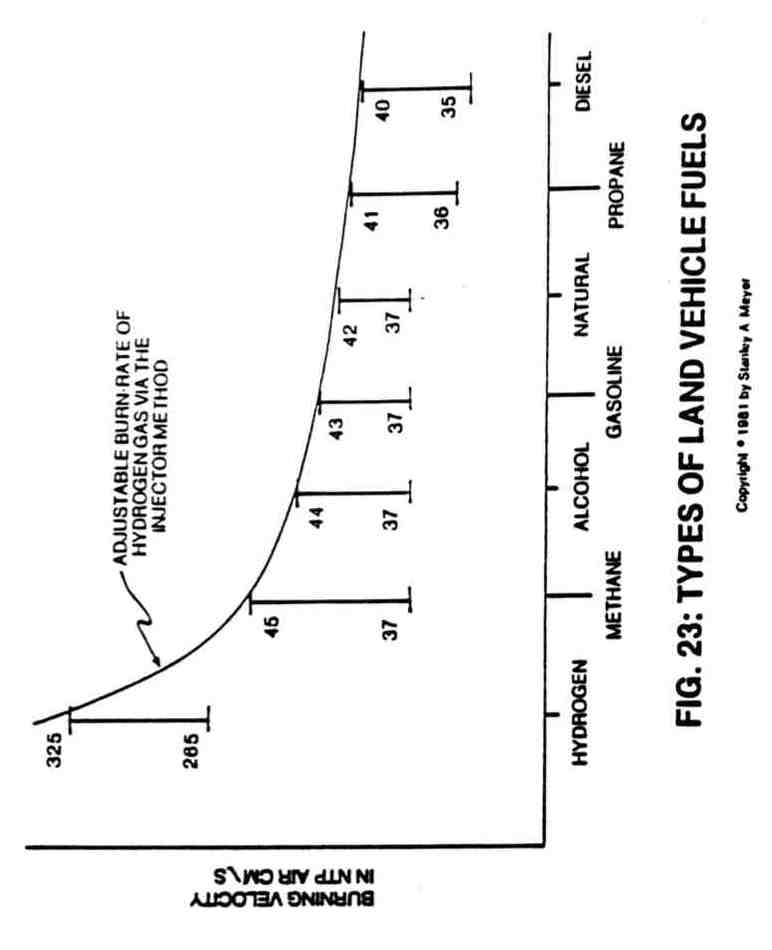 BURNING VELOCITY
IN NTP AIR CM/S
ADJUSTABLE BURN-RATE OF
HYDROGEN GAS VIA THE
INJECTOR METHOD
325
265
45
37
44
37
43
37
42
37
41
36
40
35
HYDROGEN
METHANE
ALCOHOL
GASOLINE
NATURAL
PROPANE
DIESEL
FIG. 23: TYPES OF LAND VEHICLE FUELS
Copyright © 1981 by Stanley A Meyer